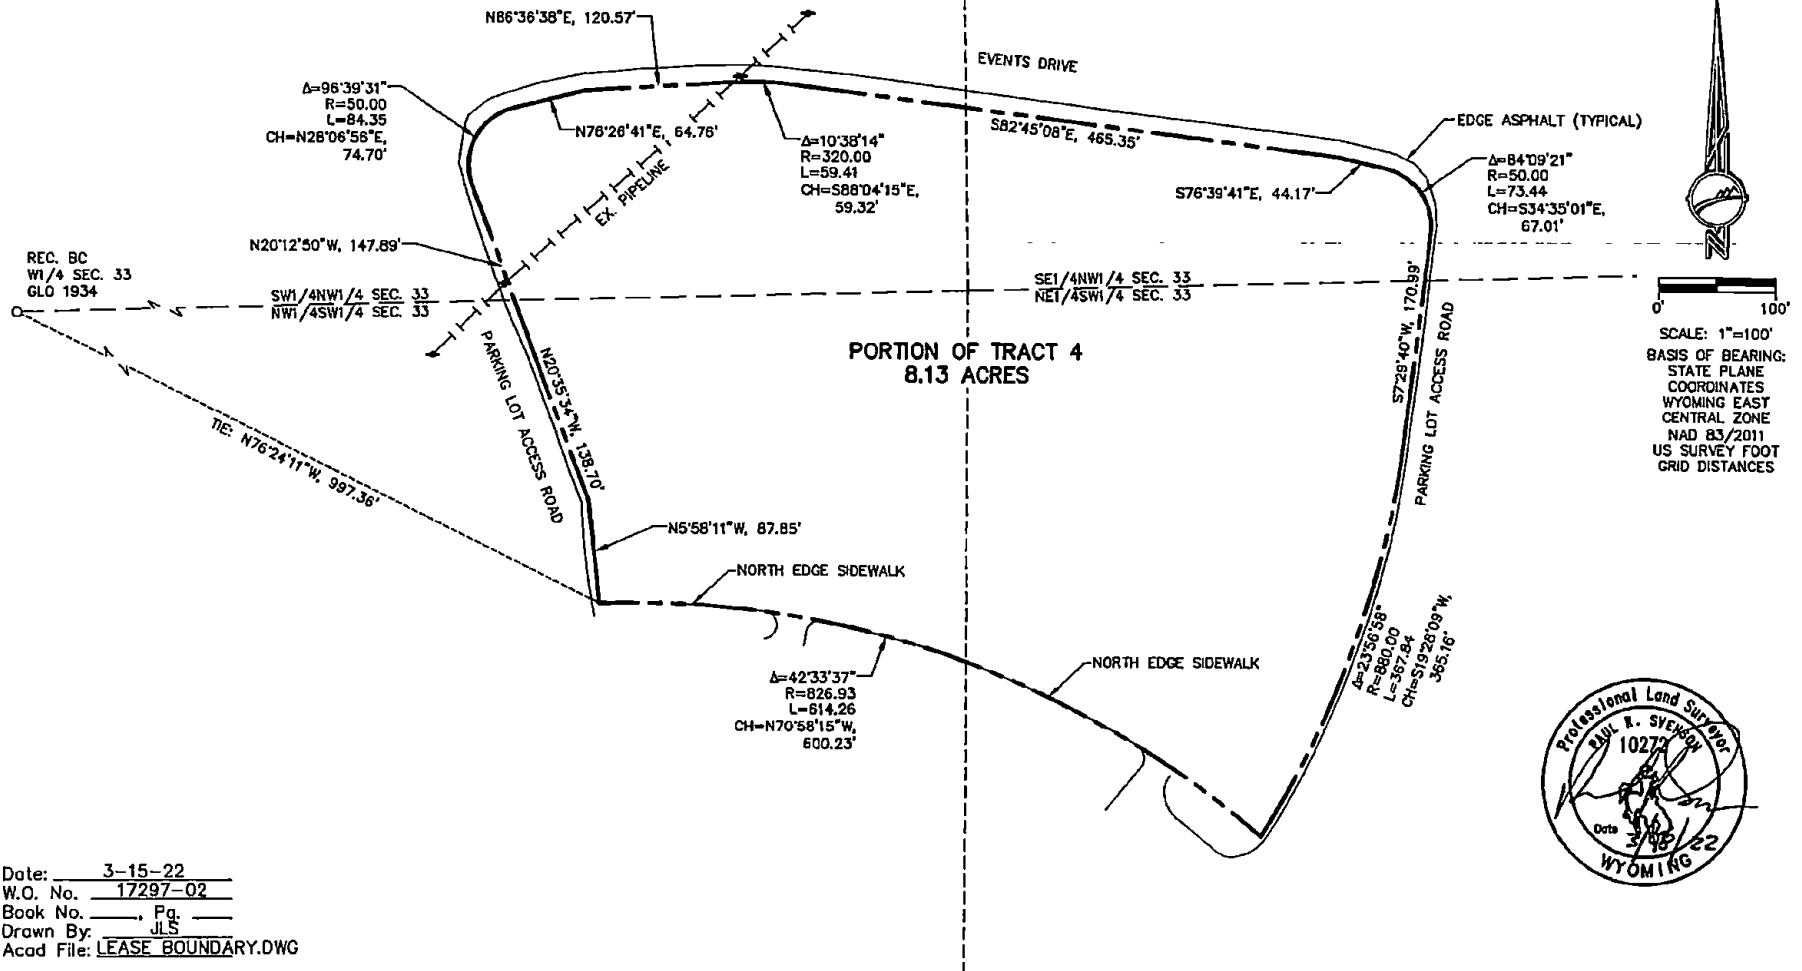 N86°36'38"E, 120.57'
EVENTS DRIVE
Δ=96°39'31"
R=50.00
L=84.35
CH=N28°06'56"E,
74.70'
N76°26'41"E, 64.76'
EX. PIPELINE
Δ=10°38'14"
R=320.00
L=59.41
CH=S88°04'15"E,
59.32'
S82°45'08"E, 465.35'
EDGE ASPHALT (TYPICAL)
S76°39'41"E, 44.17'
Δ=84°09'21"
R=50.00
L=73.44
CH=S34°35'01"E,
67.01'
N
N20°12'50"W, 147.89'
REC. BC
W1/4 SEC. 33
GLO 1934
SW1/4NW1/4 SEC. 33
NW1/4SW1/4 SEC. 33
SE1/4NW1/4 SEC. 33
NE1/4SW1/4 SEC. 33
0' 100'
SCALE: 1"=100'
BASIS OF BEARING:
STATE PLANE
COORDINATES
WYOMING EAST
CENTRAL ZONE
NAD 83/2011
US SURVEY FOOT
GRID DISTANCES
PORTION OF TRACT 4
8.13 ACRES
S7°29'40"W, 170.99'
PARKING LOT ACCESS ROAD
PARKING LOT ACCESS ROAD
N20°35'34"W, 138.70'
TIE: N76°24'11"W, 997.36'
N5°58'11"W, 87.85'
NORTH EDGE SIDEWALK
NORTH EDGE SIDEWALK
Δ=42°33'37"
R=826.93
L=614.26
CH=N70°58'15"W,
600.23'
Δ=23°56'58"
R=880.00
L=367.84
CH=S19°28'09"W,
365.16'
Professional Land Surveyor
PAUL R. SVENSON
10272
Date
22
WYOMING
Date: 3-15-22
W.O. No. 17297-02
Book No. , Pg.
Drawn By: JLS
Acad File: LEASE BOUNDARY.DWG